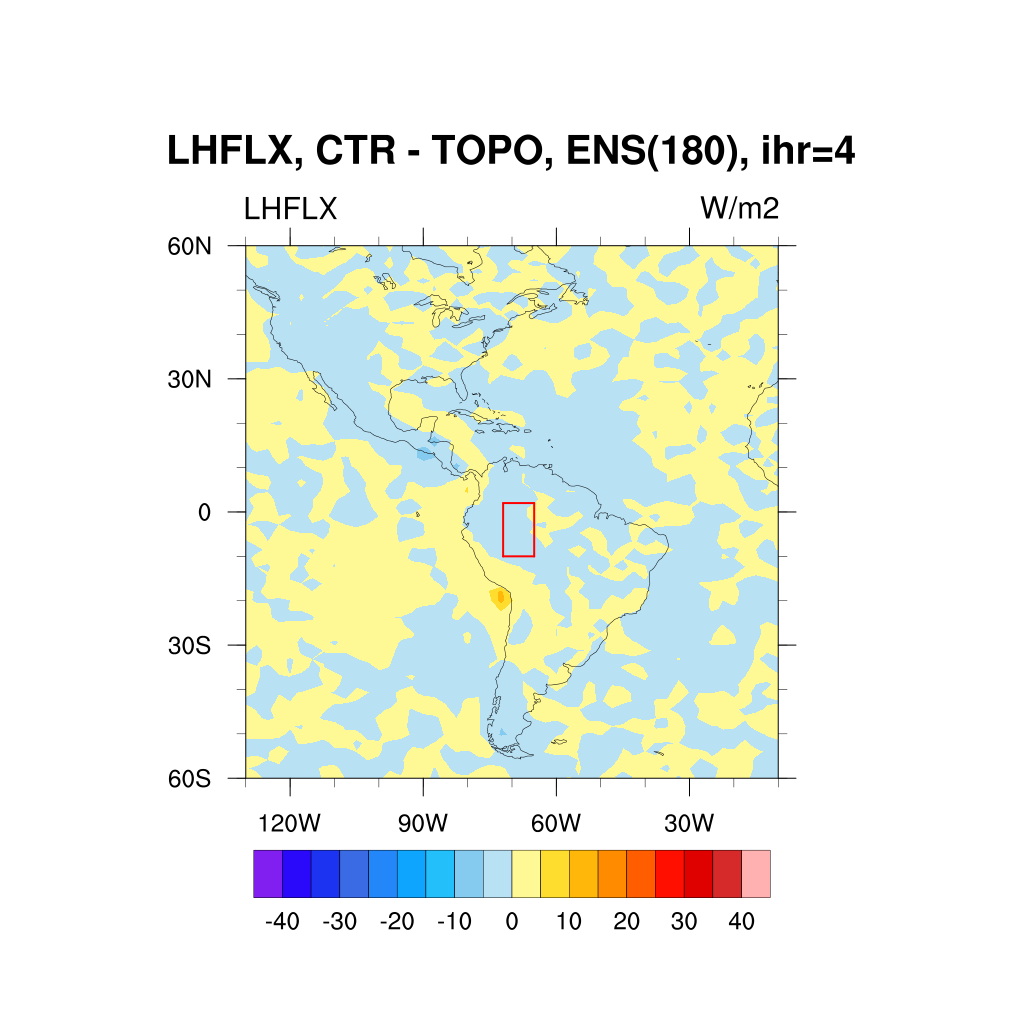 LHFLX, CTR - TOPO, ENS(180), ihr=4
LHFLX W/m2
60N
30N
0
30S
60S
120W 90W 60W 30W
-40 -30 -20 -10 0 10 20 30 40